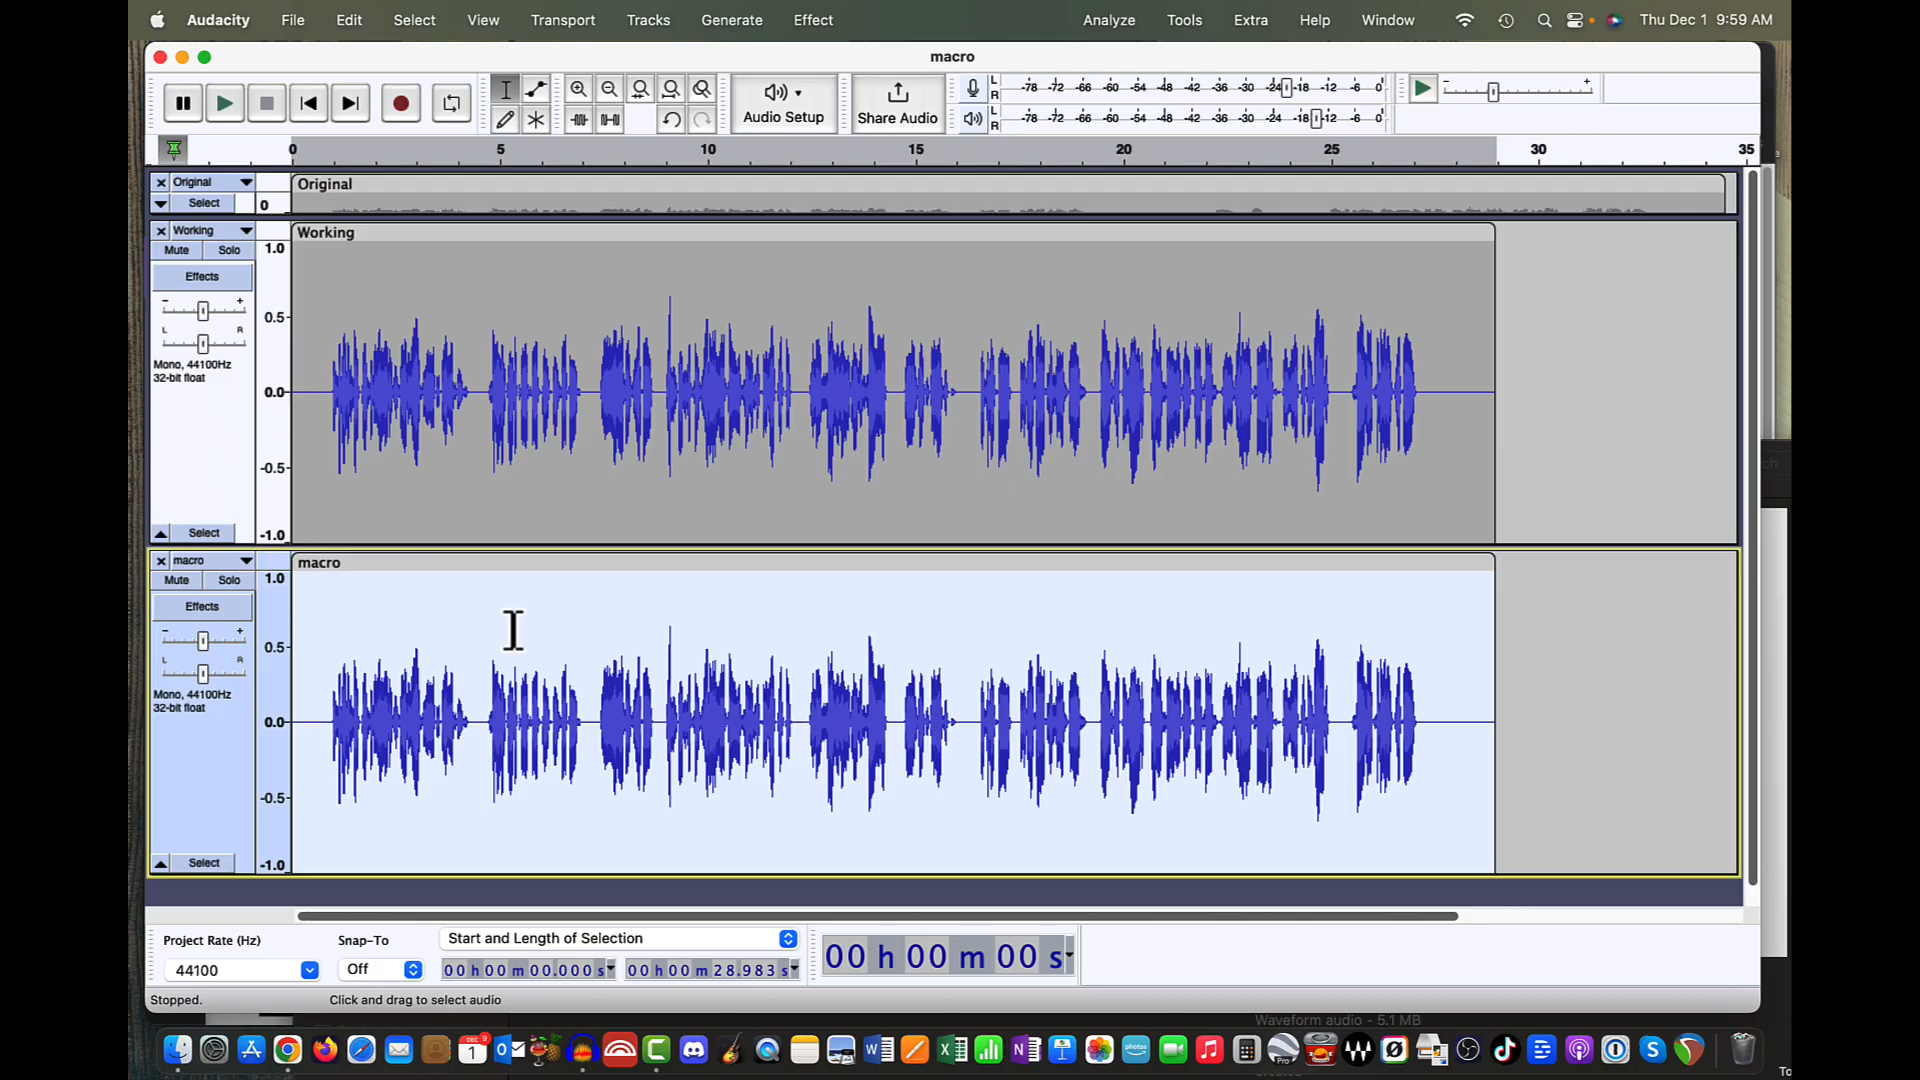 Audacity File Edit Select View Transport Tracks Generate Effect Analyze Tools Extra Help Window Thu Dec 1 9:59 AM
macro
Audio Setup
Share Audio
L
R
-78 -72 -66 -60 -54 -48 -42 -36 -30 -24 -18 -12 -6 0
L
R
-78 -72 -66 -60 -54 -48 -42 -36 -30 -24 -18 -12 -6 0
- +
0 5 10 15 20 25 30 35
Original
Select
0
Original
Working
Mute Solo
Effects
- +
L R
Mono, 44100Hz
32-bit float
Select
1.0
0.5
0.0
-0.5
-1.0
Working
macro
Mute Solo
Effects
- +
L R
Mono, 44100Hz
32-bit float
Select
1.0
0.5
0.0
-0.5
-1.0
macro
Project Rate (Hz)
44100
Snap-To
Off
Start and Length of Selection
00 h 00 m 00.000 s
00 h 00 m 28.983 s
00 h 00 m 00 s
Stopped.
Click and drag to select audio
Waveform audio - 5.1 MB
DEC
1
9
Pro
photos
To